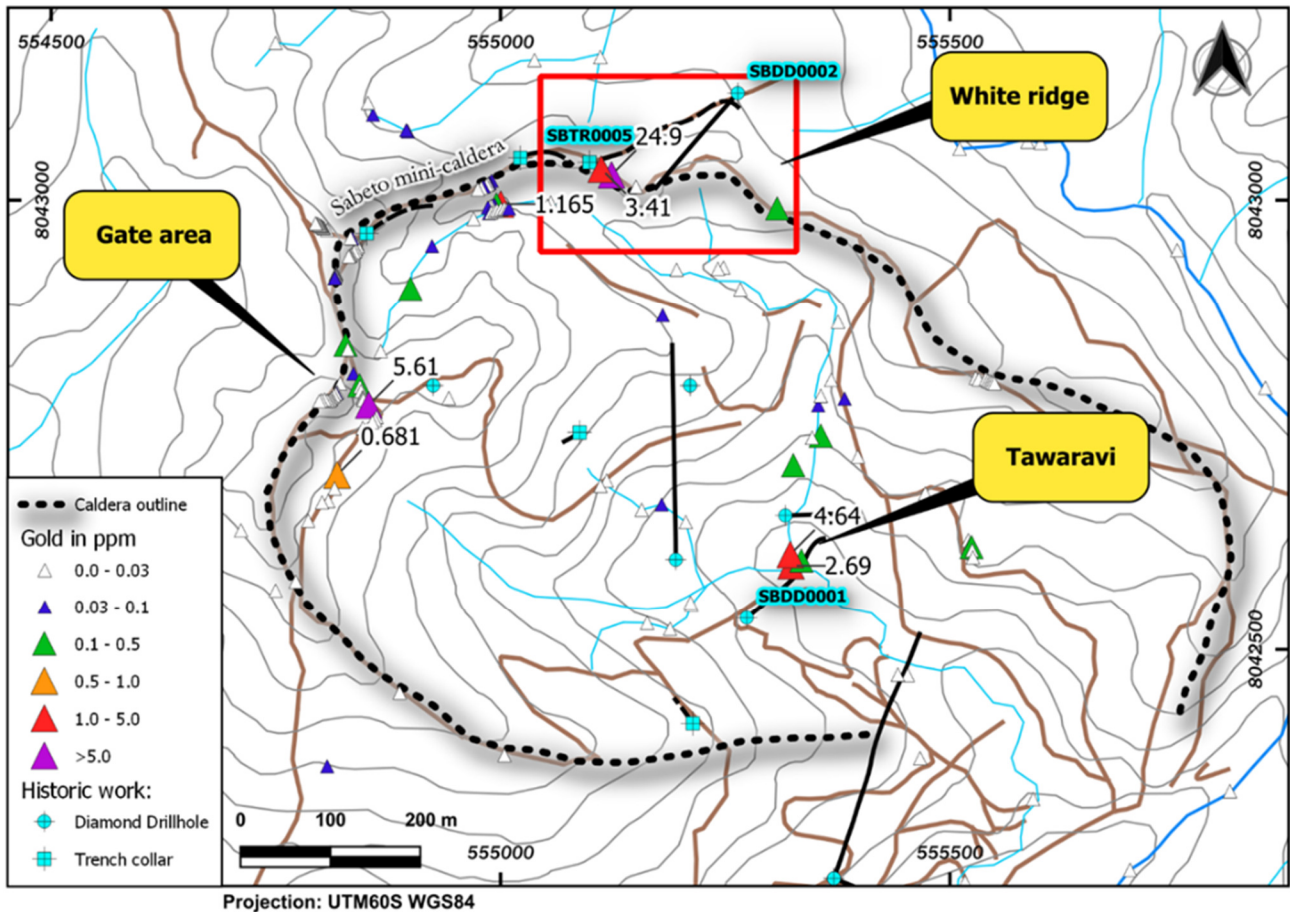 554500
555000
555500
SBDD0002
White ridge
SBTR0005
24.9
Sabeto mini-caldera
8043000
8043000
1.165
3.41
Gate area
5.61
0.681
Tawaravi
4.64
2.69
SBDD0001
8042500
Caldera outline
Gold in ppm
0.0 - 0.03
0.03 - 0.1
0.1 - 0.5
0.5 - 1.0
1.0 - 5.0
>5.0
Historic work:
Diamond Drillhole
Trench collar
0 100 200 m
555000
555500
Projection: UTM60S WGS84